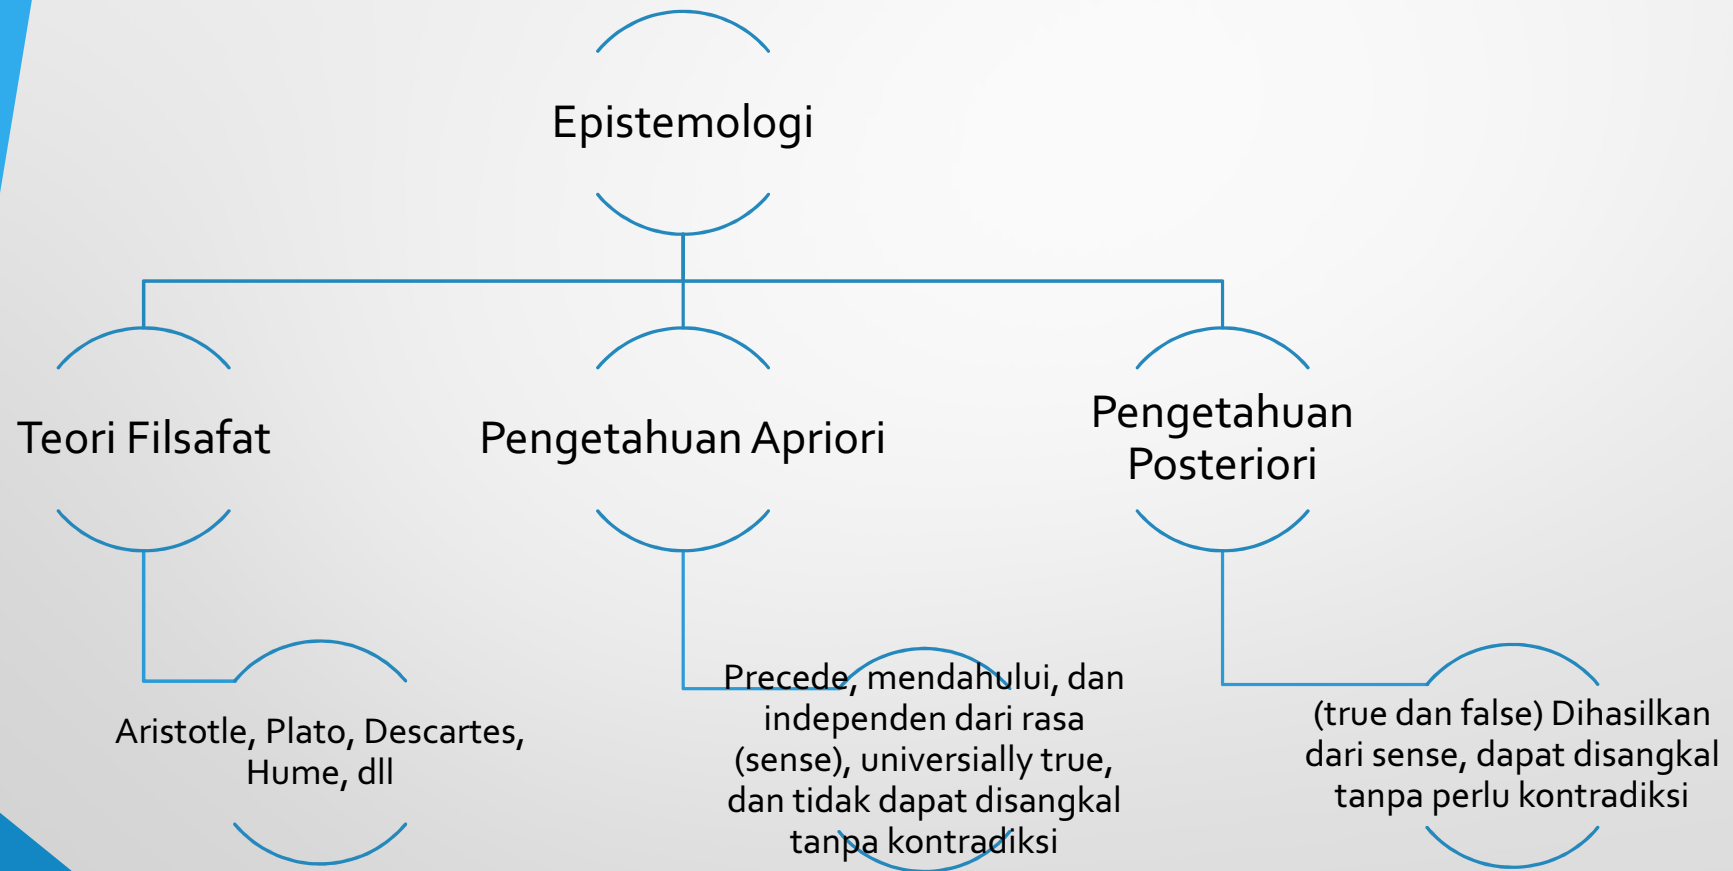 Epistemologi
Teori Filsafat
Pengetahuan Apriori
Pengetahuan
Posteriori
Aristotle, Plato, Descartes,
Hume, dll
Precede, mendahului, dan
independen dari rasa
(sense), universially true,
dan tidak dapat disangkal
tanpa kontradiksi
(true dan false) Dihasilkan
dari sense, dapat disangkal
tanpa perlu kontradiksi